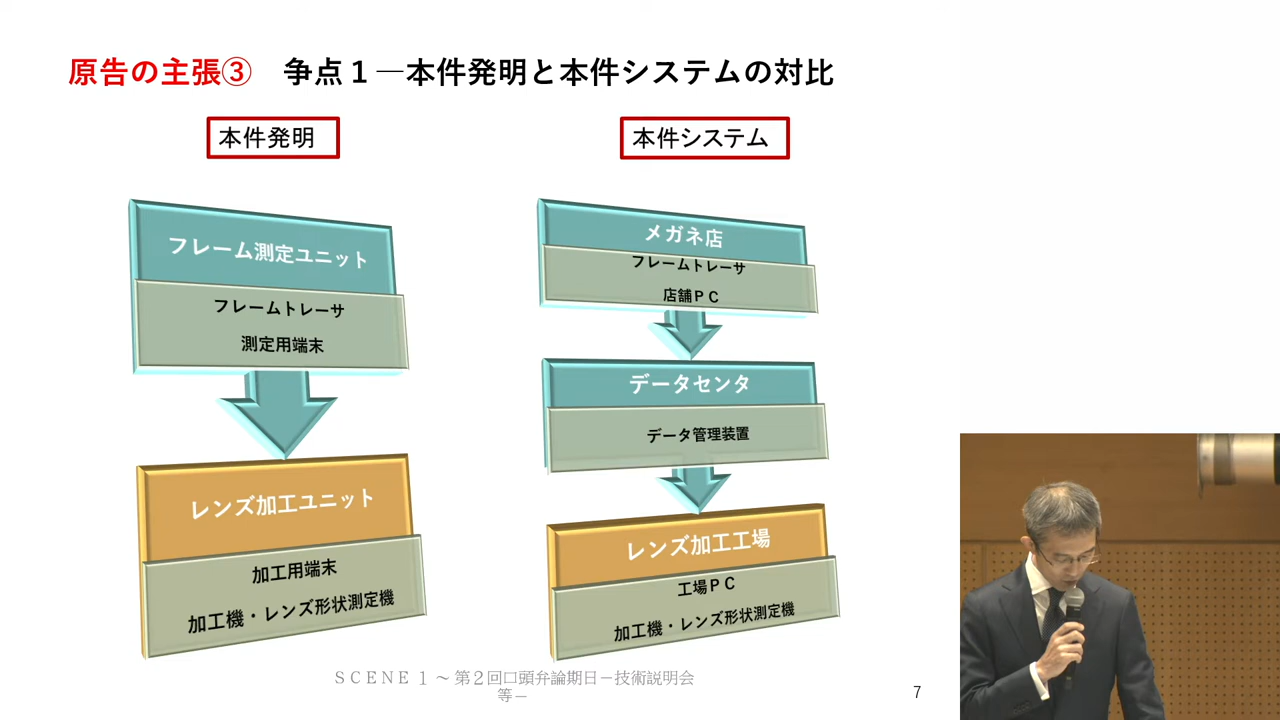 原告の主張③ 争点１―本件発明と本件システムの対比
本件発明
フレーム測定ユニット
フレームトレーサ
測定用端末
レンズ加工ユニット
加工用端末
加工機・レンズ形状測定機
本件システム
メガネ店
フレームトレーサ
店舗ＰＣ
データセンタ
データ管理装置
レンズ加工工場
工場ＰＣ
加工機・レンズ形状測定機
ＳＣＥＮＥ１～第２回口頭弁論期日－技術説明会
等－
7